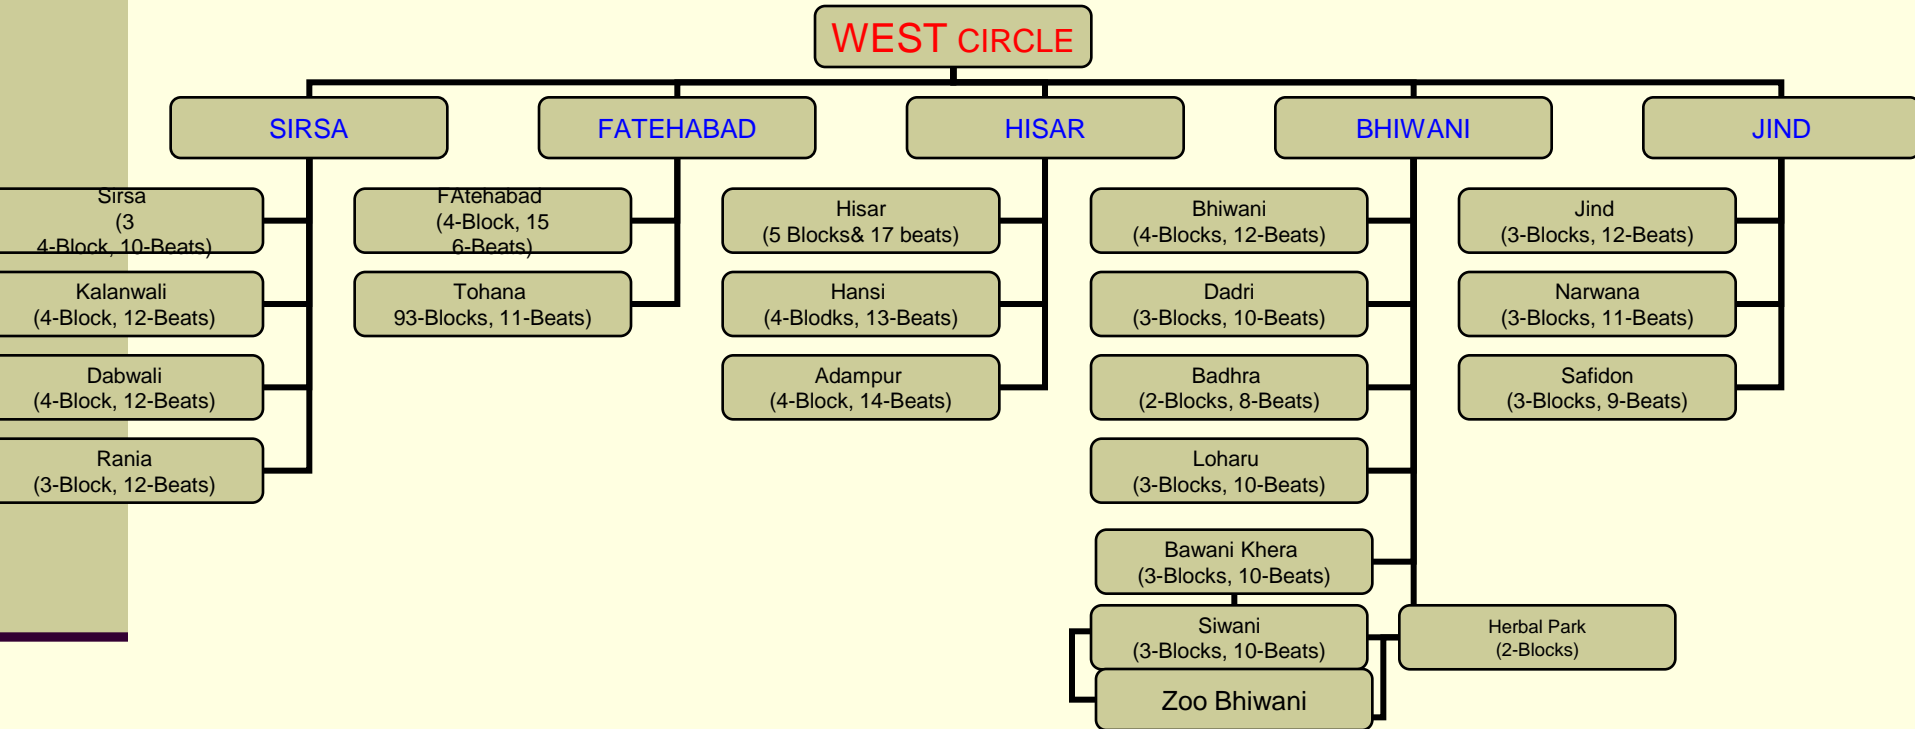 WEST CIRCLE
SIRSA
FATEHABAD
HISAR
BHIWANI
JIND
Sirsa
(3
4-Block, 10-Beats)
Kalanwali
(4-Block, 12-Beats)
Dabwali
(4-Block, 12-Beats)
Rania
(3-Block, 12-Beats)
FAtehabad
(4-Block, 15
6-Beats)
Tohana
93-Blocks, 11-Beats)
Hisar
(5 Blocks& 17 beats)
Hansi
(4-Blodks, 13-Beats)
Adampur
(4-Block, 14-Beats)
Bhiwani
(4-Blocks, 12-Beats)
Dadri
(3-Blocks, 10-Beats)
Badhra
(2-Blocks, 8-Beats)
Loharu
(3-Blocks, 10-Beats)
Bawani Khera
(3-Blocks, 10-Beats)
Siwani
(3-Blocks, 10-Beats)
Zoo Bhiwani
Herbal Park
(2-Blocks)
Jind
(3-Blocks, 12-Beats)
Narwana
(3-Blocks, 11-Beats)
Safidon
(3-Blocks, 9-Beats)